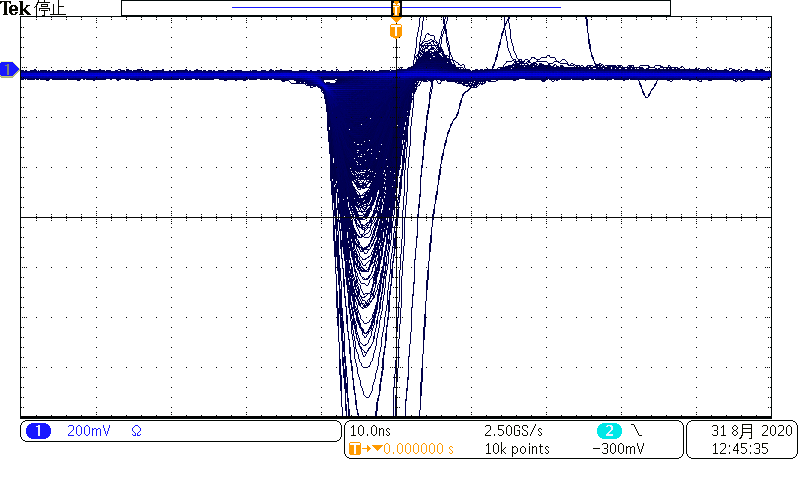 Tek 停止
T
T
1
1 200mV Ω
10.0ns 2.50GS/s 2
T→▼0.000000 s 10k points −300mV
31 8月 2020
12:45:35